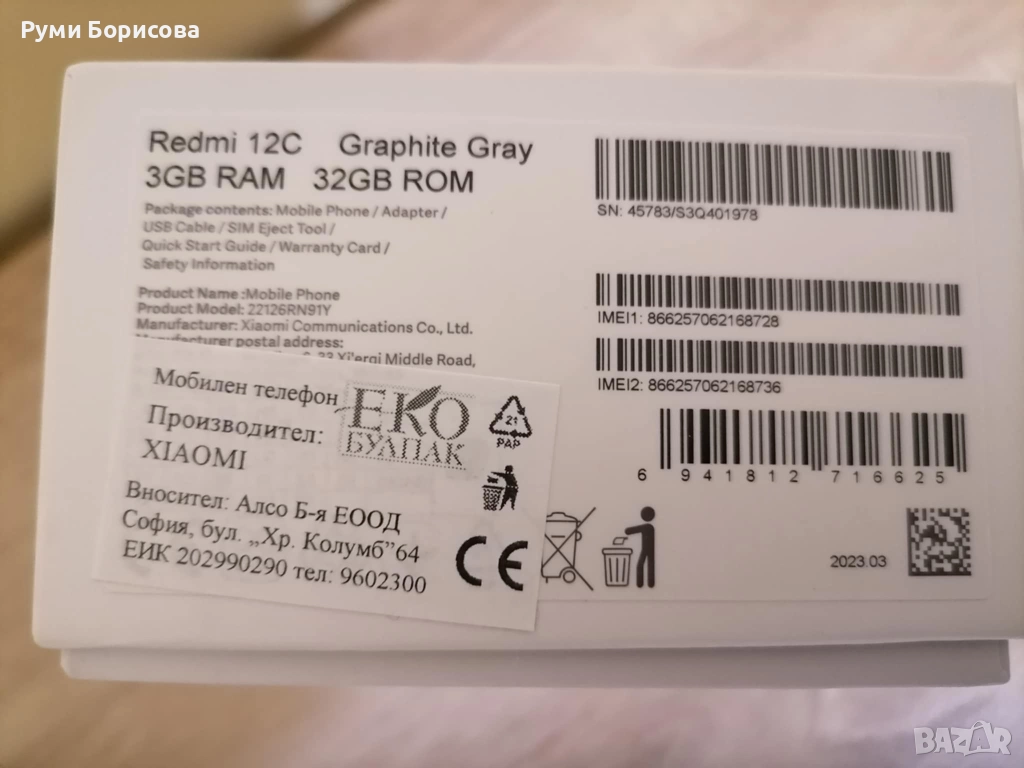 Руми Борисова
Redmi 12C Graphite Gray
3GB RAM 32GB ROM
Package contents: Mobile Phone / Adapter /
USB Cable / SIM Eject Tool /
Quick Start Guide / Warranty Card /
Safety Information
Product Name :Mobile Phone
Product Model: 22126RN91Y
Manufacturer: Xiaomi Communications Co., Ltd.
Manufacturer postal address:
Xi'erqi Middle Road,
Мобилен телефон
Производител:
XIAOMI
ЕКО
БУЛПАК
21
PAP
Вносител: Алсо Б-я ЕООД
София, бул. „Хр. Колумб”64
ЕИК 202990290 тел: 9602300
CE
SN: 45783/S3Q401978
IMEI1: 866257062168728
IMEI2: 866257062168736
6 941812 716625
2023.03
BAZAR